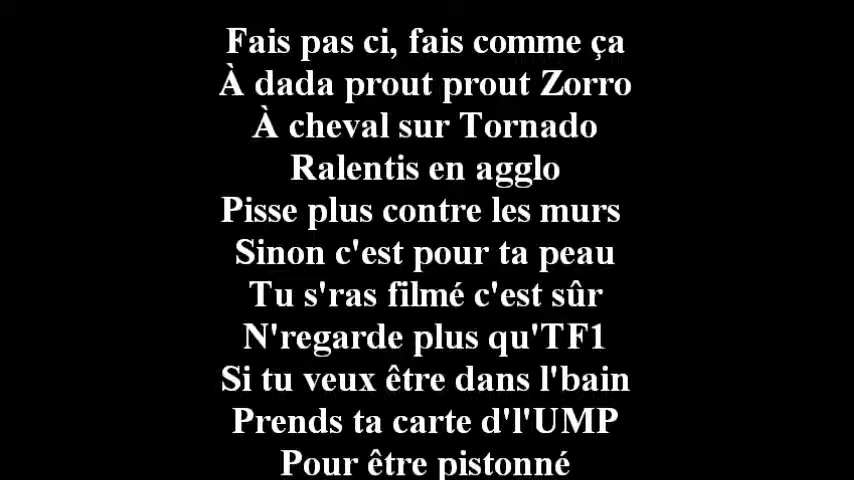 Fais pas ci, fais comme ça
À dada prout prout Zorro
À cheval sur Tornado
Ralentis en agglo
Pisse plus contre les murs
Sinon c'est pour ta peau
Tu s'ras filmé c'est sûr
N'regarde plus qu'TF1
Si tu veux être dans l'bain
Prends ta carte d'l'UMP
Pour être pistonné